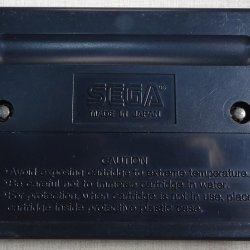 SEGA™
MADE IN JAPAN
CAUTION
•Avoid exposing cartridge to extreme temperature.
•Be careful not to immerse cartridge in water.
•For protection, when cartridge is not in use, place
cartridge inside protective plastic case.